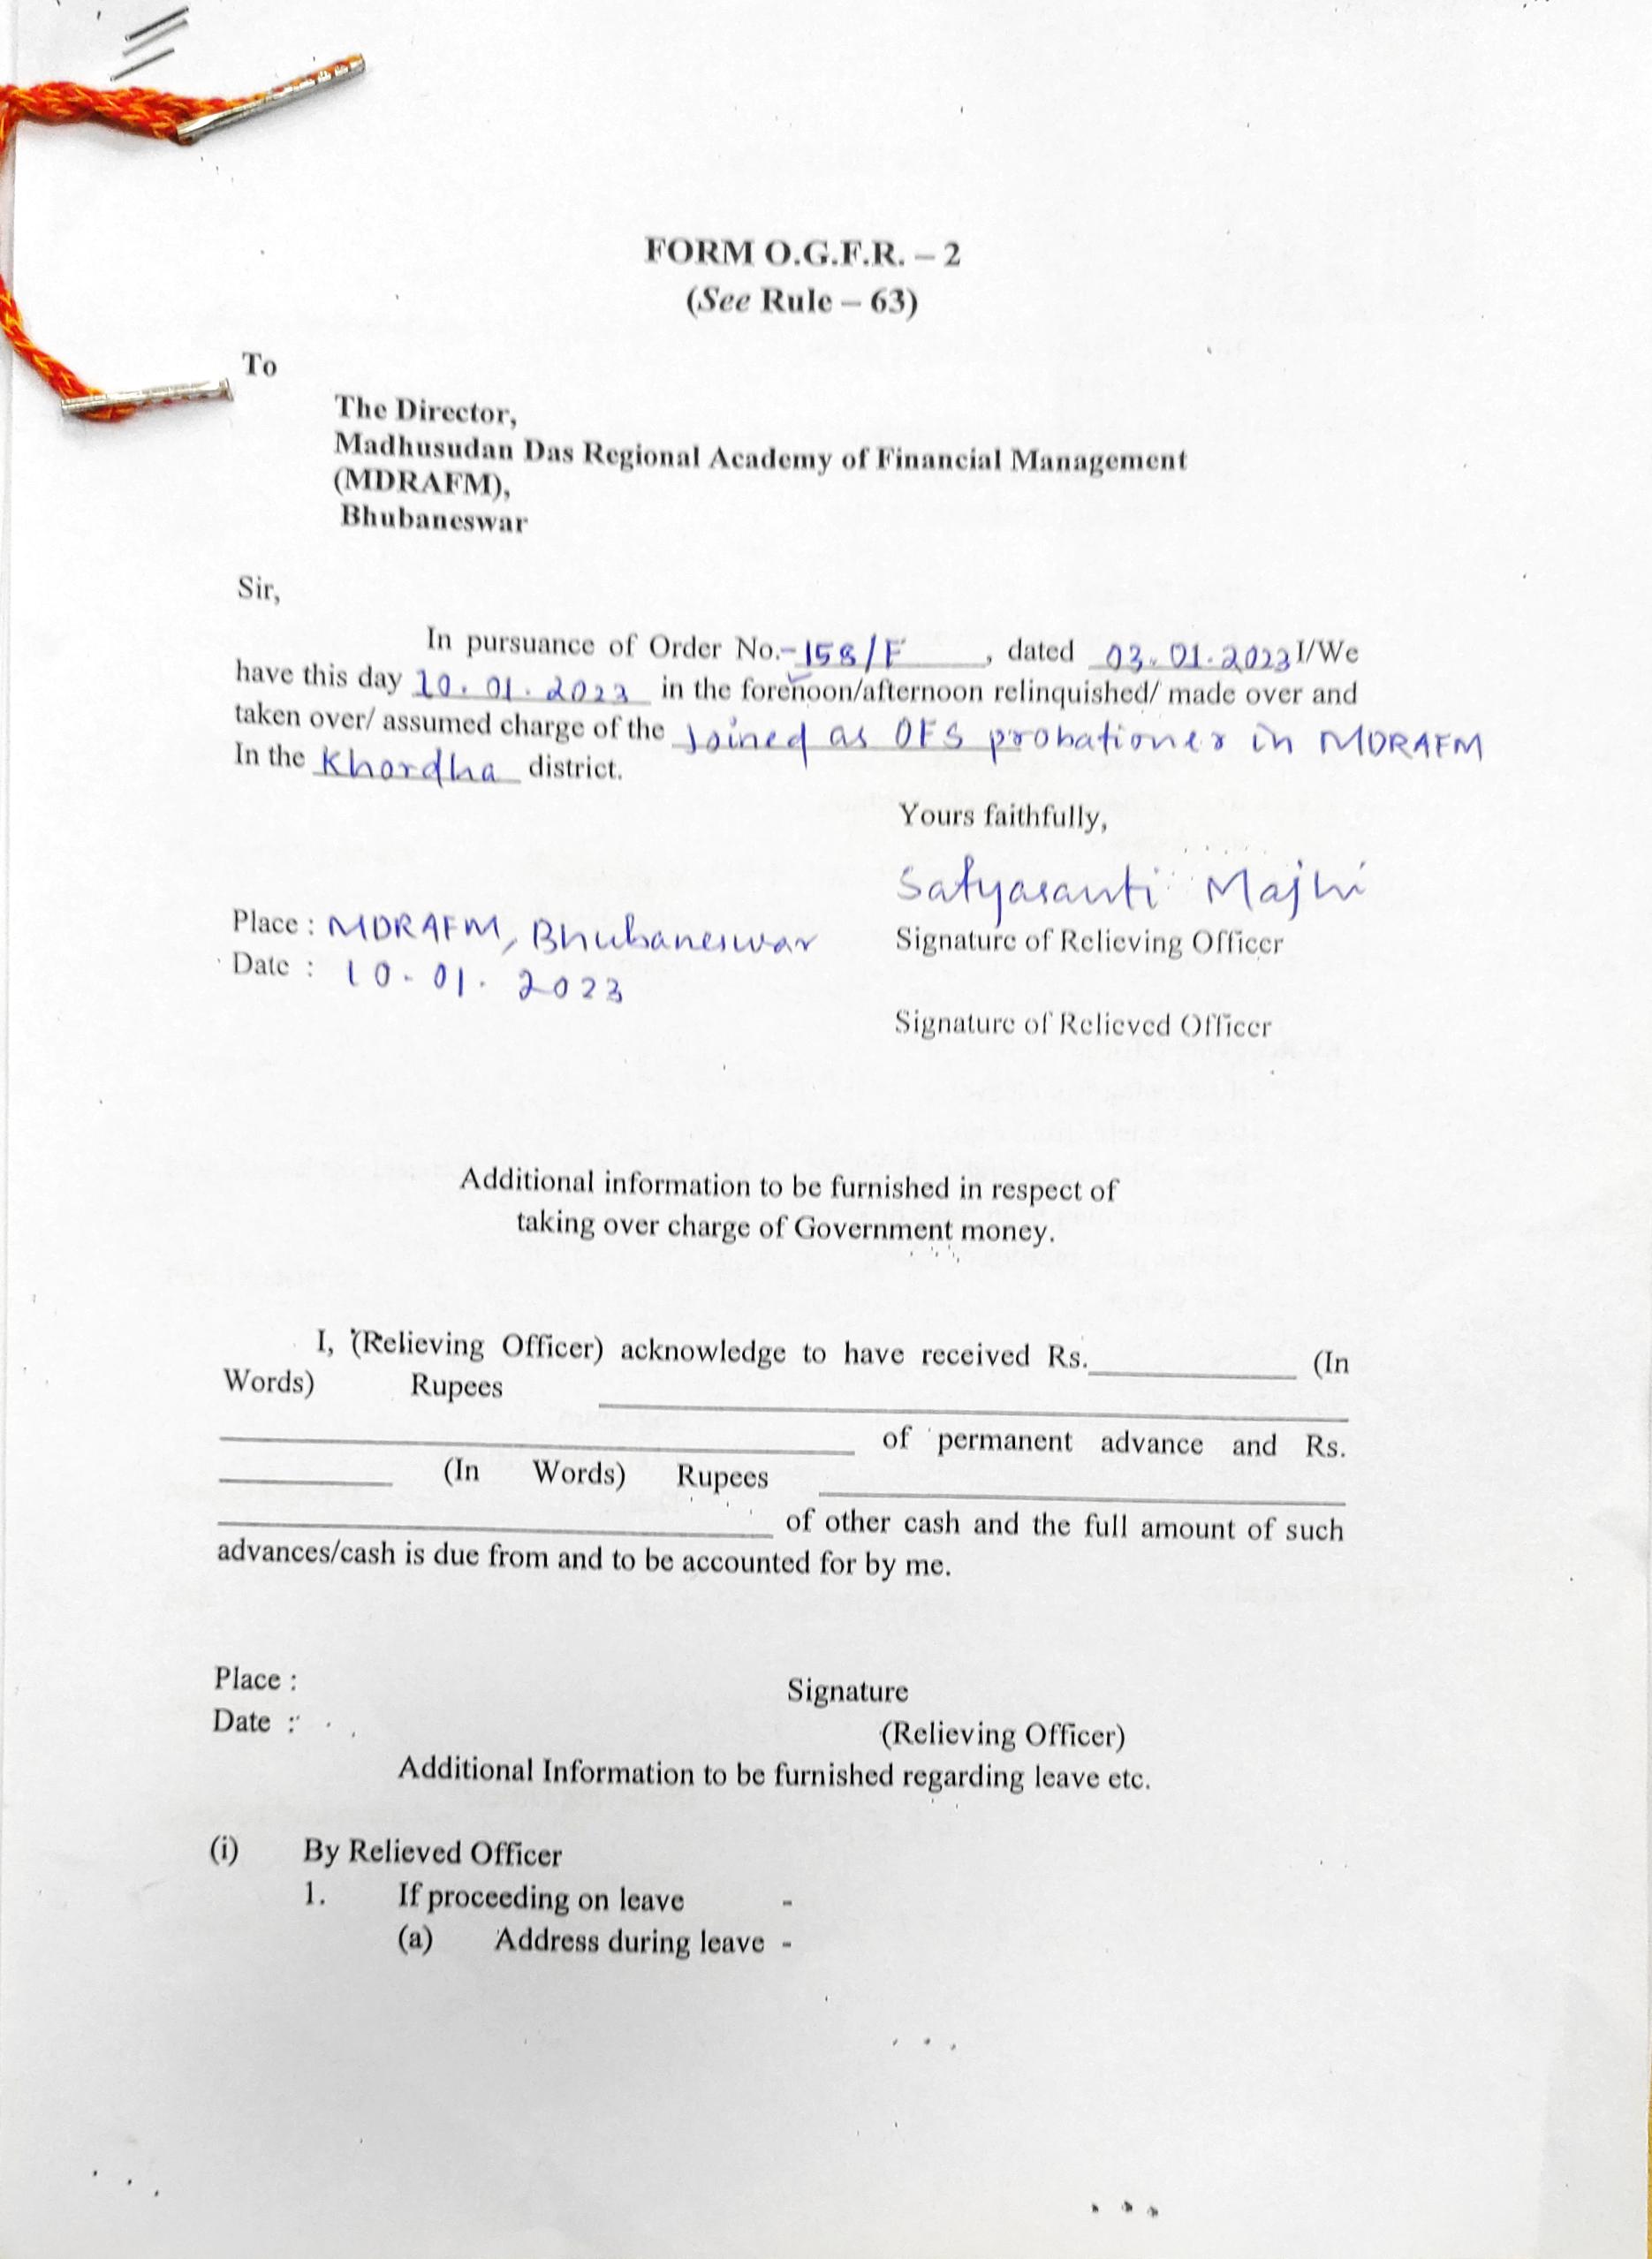 FORM O.G.F.R. – 2
(See Rule – 63)
To
The Director,
Madhusudan Das Regional Academy of Financial Management
(MDRAFM),
Bhubaneswar
Sir,
In pursuance of Order No.- 158/F , dated 03.01.2023 I/We
have this day 10.01.2023 in the forenoon/afternoon relinquished/ made over and
taken over/ assumed charge of the Joined as OFS probationer in MDRAFM
In the Khordha district.
Yours faithfully,
Satyasanti Majhi
Place : MDRAFM, Bhubaneswar
Signature of Relieving Officer
Date : 10.01.2023
Signature of Relieved Officer
Additional information to be furnished in respect of
taking over charge of Government money.
I, (Relieving Officer) acknowledge to have received Rs.__________ (In
Words) Rupees __________
__________ of permanent advance and Rs.
__________ (In Words) Rupees __________
__________ of other cash and the full amount of such
advances/cash is due from and to be accounted for by me.
Place :
Signature
Date :
(Relieving Officer)
Additional Information to be furnished regarding leave etc.
(i) By Relieved Officer
1. If proceeding on leave -
(a) Address during leave -